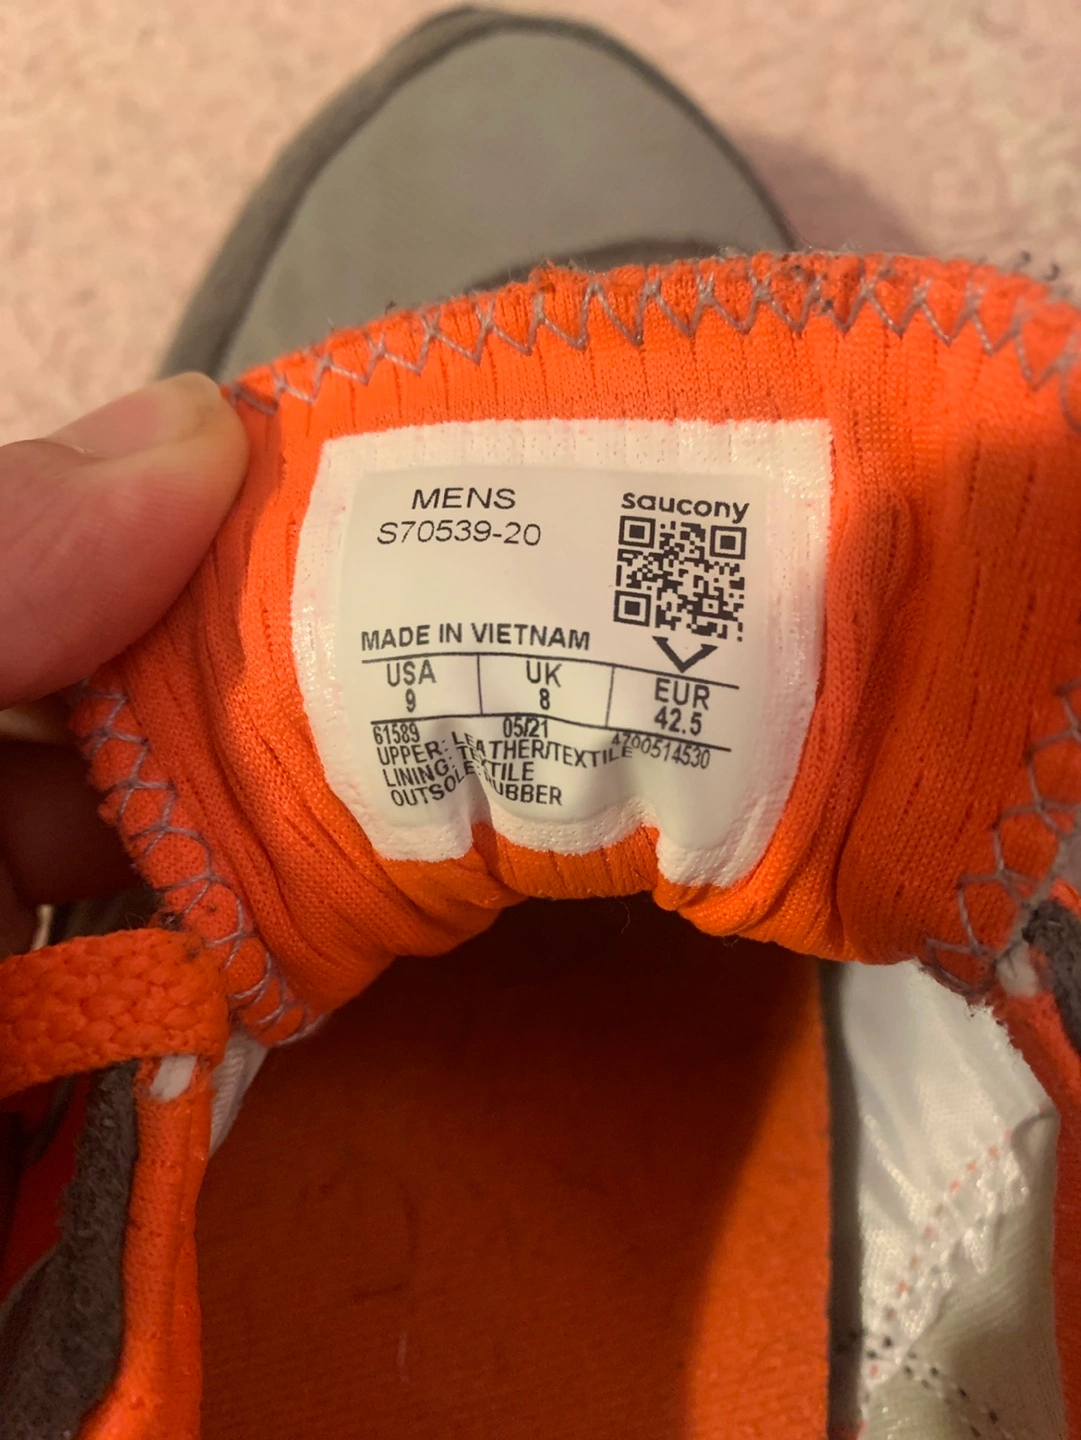 MENS
S70539-20
saucony
MADE IN VIETNAM
USA UK EUR
9 8 42.5
61589 05/21 4700514530
UPPER: LEATHER/TEXTILE
LINING: TEXTILE
OUTSOLE: RUBBER